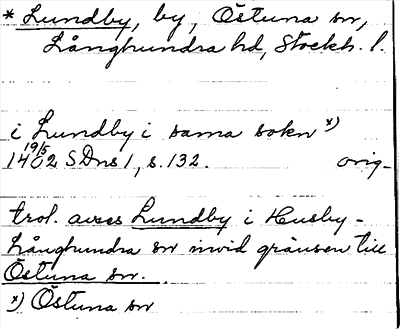 * Lundby, by, Östuna sn,
Långhundra hd, Stockh. l.
i Lundby i sama sokn x)
19/5
1402 SDns 1, s. 132. orig.
trol. avses Lundby i Husby-
Långhundra sn invid gränsen till
Östuna sn.
x) Östuna sn